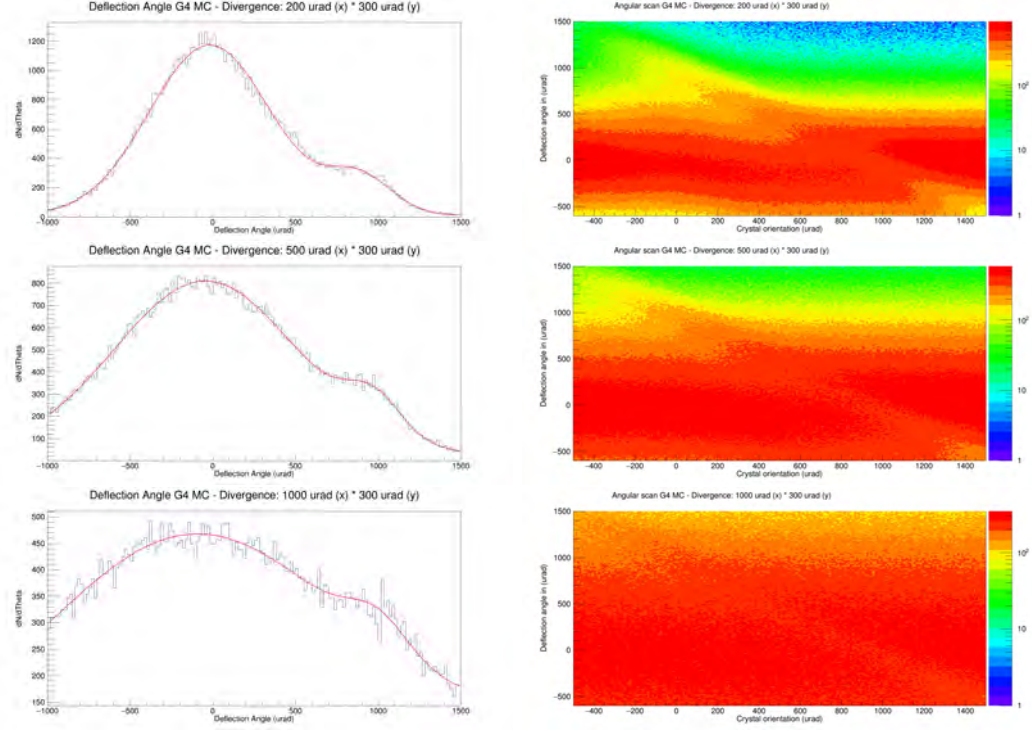 Deflection Angle G4 MC - Divergence: 200 urad (x) * 300 urad (y)
dN/dTheta
1200
1000
800
600
400
200
0
−1000 −500 0 500 1000 1500
Deflection Angle (urad)
Angular scan G4 MC - Divergence: 200 urad (x) * 300 urad (y)
Deflection angle in (urad)
1500
1000
500
0
−500
−400 −200 0 200 400 600 800 1000 1200 1400
Crystal orientation (urad)
10²
10
1
Deflection Angle G4 MC - Divergence: 500 urad (x) * 300 urad (y)
dN/dTheta
800
700
600
500
400
300
200
100
−1000 −500 0 500 1000 1500
Deflection Angle (urad)
Angular scan G4 MC - Divergence: 500 urad (x) * 300 urad (y)
Deflection angle in (urad)
1500
1000
500
0
−500
−400 −200 0 200 400 600 800 1000 1200 1400
Crystal orientation (urad)
10²
10
1
Deflection Angle G4 MC - Divergence: 1000 urad (x) * 300 urad (y)
dN/dTheta
500
450
400
350
300
250
200
150
−1000 −500 0 500 1000 1500
Deflection Angle (urad)
Angular scan G4 MC - Divergence: 1000 urad (x) * 300 urad (y)
Deflection angle in (urad)
1500
1000
500
0
−500
−400 −200 0 200 400 600 800 1000 1200 1400
Crystal orientation (urad)
10²
10
1